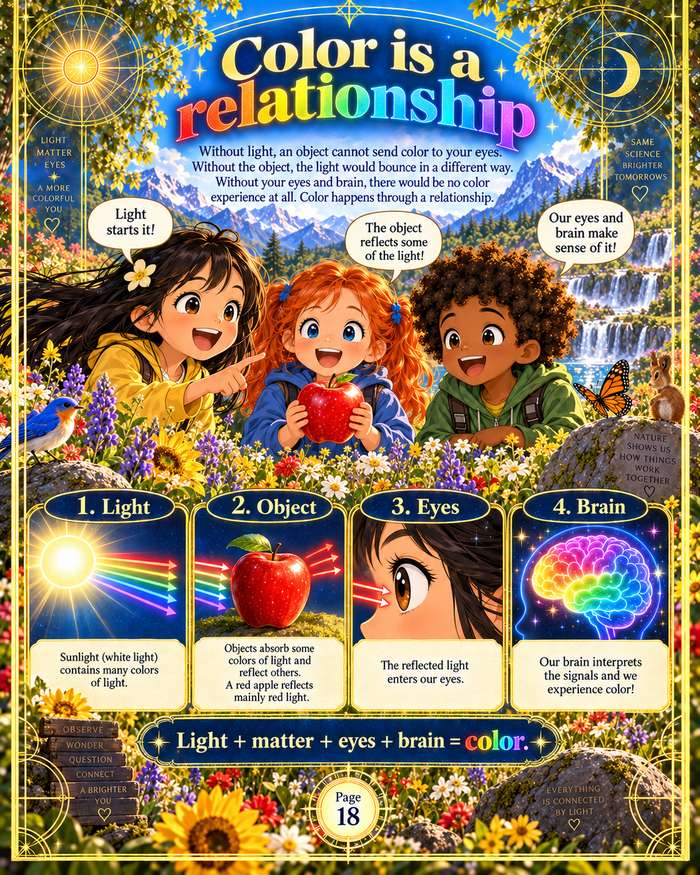 Color is a
relationship
Without light, an object cannot send color to your eyes.
Without the object, the light would bounce in a different way.
Without your eyes and brain, there would be no color
experience at all. Color happens through a relationship.
LIGHT
MATTER
EYES
A MORE
COLORFUL
YOU
SAME
SCIENCE
BRIGHTER
TOMORROWS
Light
starts it!
The object
reflects some
of the light!
Our eyes and
brain make
sense of it!
NATURE
SHOWS US
HOW THINGS
WORK
TOGETHER
1. Light
Sunlight (white light)
contains many colors
of light.
2. Object
Objects absorb some
colors of light and
reflect others.
A red apple reflects
mainly red light.
3. Eyes
The reflected light
enters our eyes.
4. Brain
Our brain interprets
the signals and we
experience color!
Light + matter + eyes + brain = color.
OBSERVE
WONDER
QUESTION
CONNECT
A BRIGHTER
YOU
EVERYTHING
IS CONNECTED
BY LIGHT
Page
18